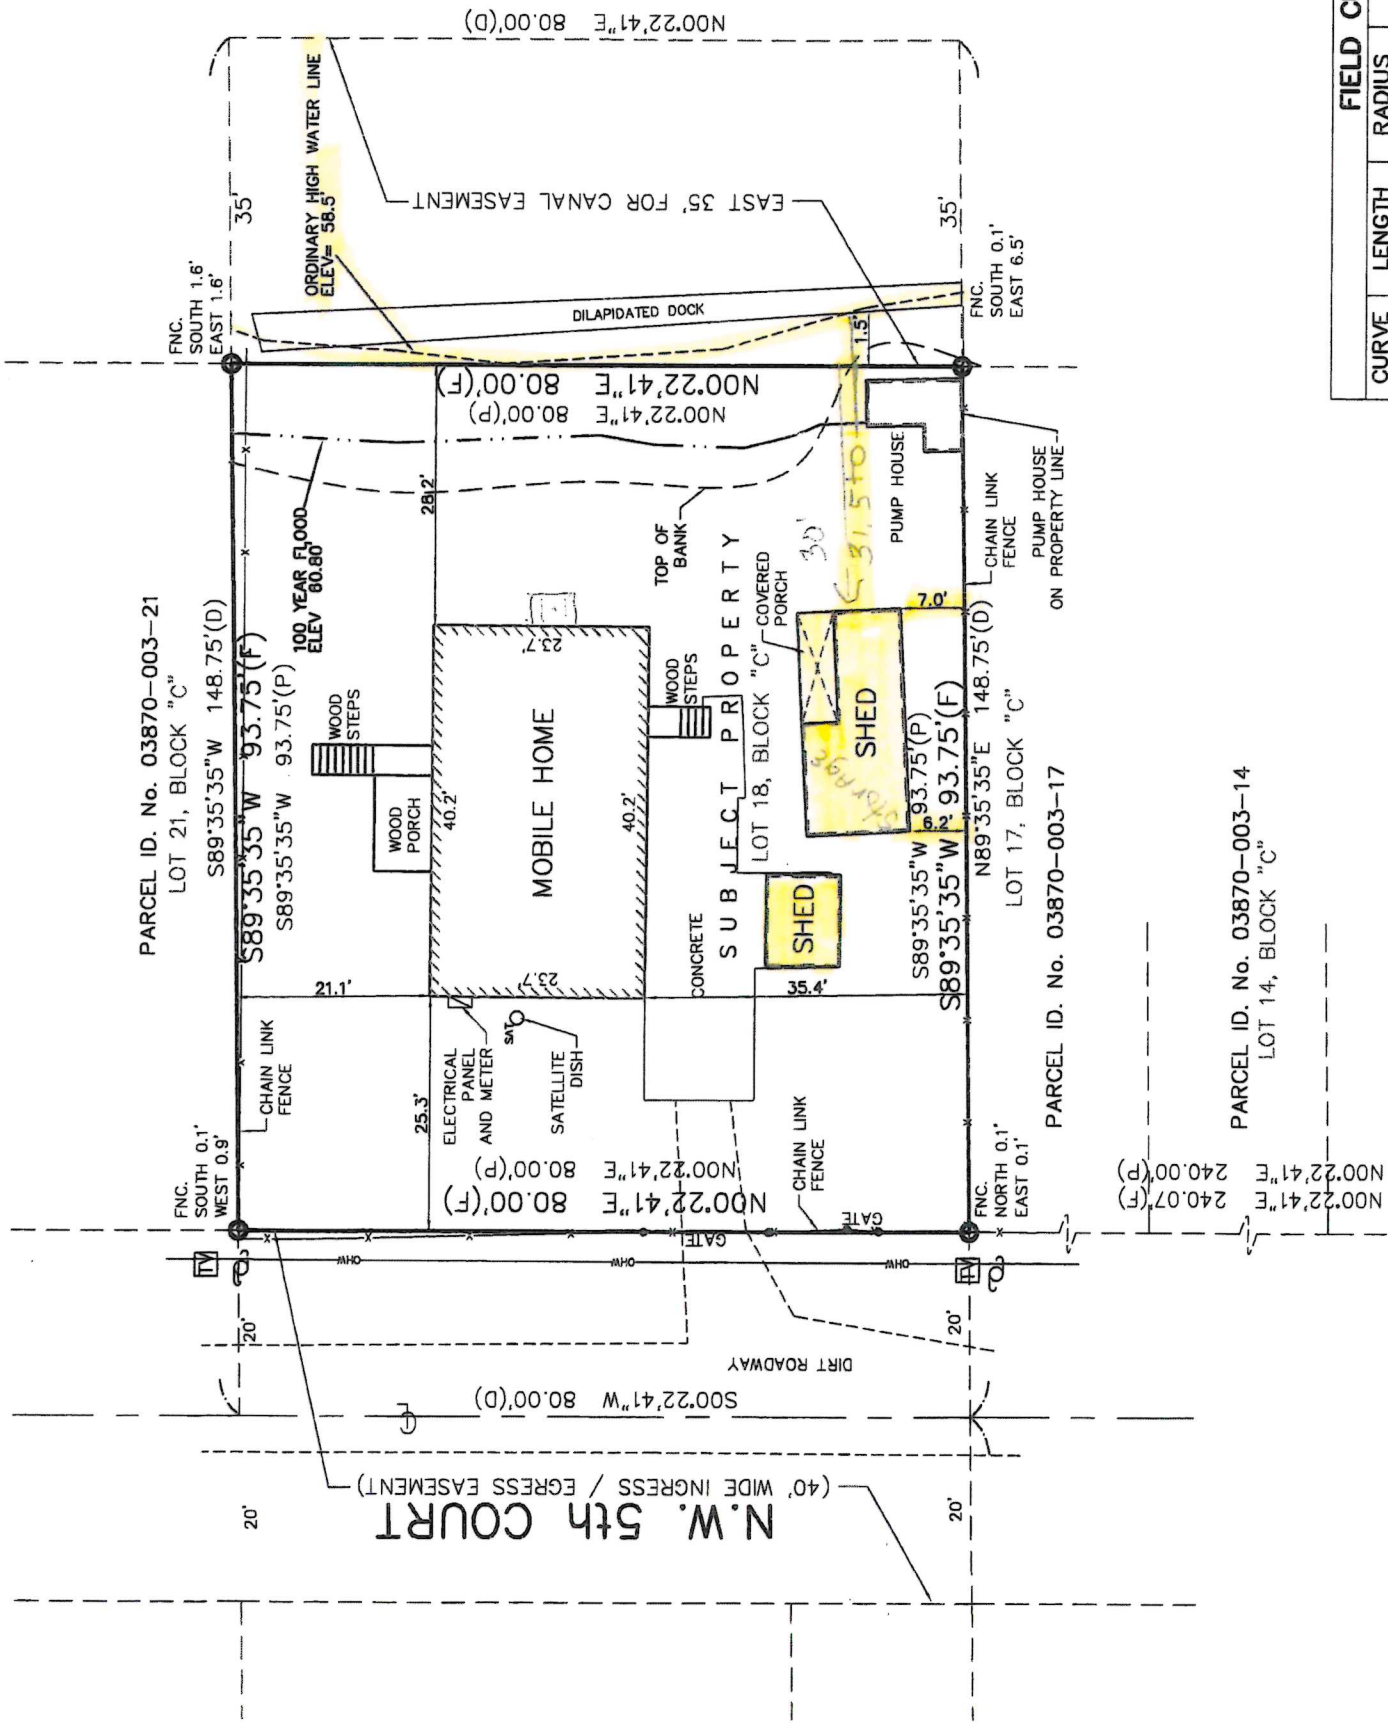 N00°22'41"E 80.00'(D)
FIELD C
CURVE LENGTH RADIUS
35'
ORDINARY HIGH WATER LINE
ELEV= 58.5'
EAST 35' FOR CANAL EASEMENT
35'
FNC.
SOUTH 1.6'
EAST 1.6'
DILAPIDATED DOCK
FNC.
SOUTH 0.1'
EAST 6.5'
1.5'
N00°22'41"E 80.00'(F)
N00°22'41"E 80.00'(P)
28.2'
100 YEAR FLOOD
ELEV 60.80'
TOP OF
BANK
30'
31.5 to
PUMP HOUSE
CHAIN LINK
FENCE
PUMP HOUSE
ON PROPERTY LINE
PARCEL ID. No. 03870-003-21
LOT 21, BLOCK "C"
S89°35'35"W 148.75'(D)
S89°35'35"W 93.75'(F)
S89°35'35"W 93.75'(P)
WOOD
STEPS
WOOD
PORCH
23.7'
40.2'
MOBILE HOME
40.2'
23.7'
WOOD
STEPS
SUBJECT PROPERTY
LOT 18, BLOCK "C"
COVERED
PORCH
7.0'
SHED
Storage
6.2'
SHED
CONCRETE
S89°35'35"W 93.75'(P)
S89°35'35"W 93.75'(F)
N89°35'35"E 148.75'(D)
LOT 17, BLOCK "C"
PARCEL ID. No. 03870-003-17
PARCEL ID. No. 03870-003-14
LOT 14, BLOCK "C"
21.1'
35.4'
CHAIN LINK
FENCE
25.3'
ELECTRICAL
PANEL
AND METER
SAT
SATELLITE
DISH
N00°22'41"E 80.00'(P)
N00°22'41"E 80.00'(F)
CHAIN LINK
FENCE
GATE
GATE
FNC.
SOUTH 0.1'
WEST 0.9'
FNC.
NORTH 0.1'
EAST 0.1'
N00°22'41"E 240.00'(P)
N00°22'41"E 240.07'(F)
TV
OHW
OHW
OHW
TV
20'
20'
DIRT ROADWAY
S00°22'41"W 80.00'(D)
(40' WIDE INGRESS / EGRESS EASEMENT)
N.W. 5th COURT
20'
20'